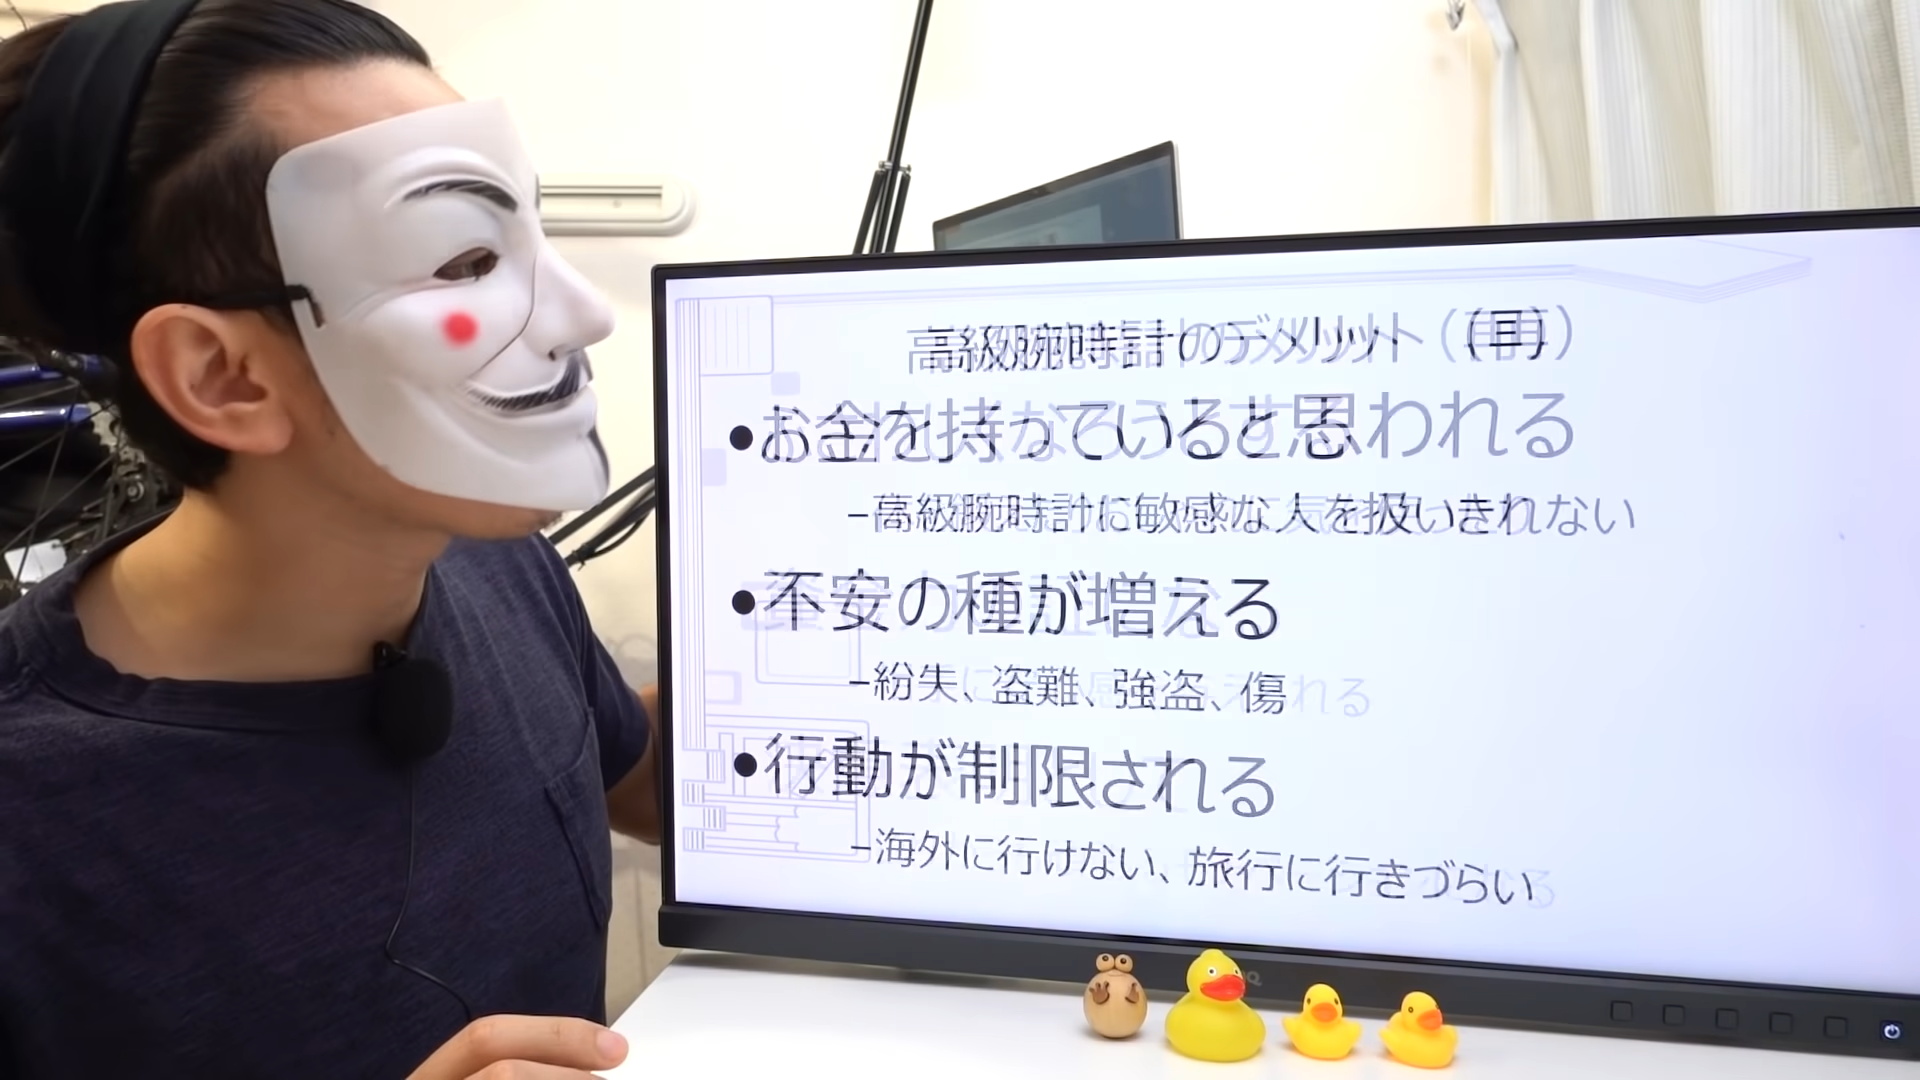 高級腕時計のデメリット（再）
•お金を持っていると思われる
–高級腕時計に敏感な人を扱いきれない
•不安の種が増える
–紛失、盗難、強盗、傷
•行動が制限される
–海外に行けない、旅行に行きづらい